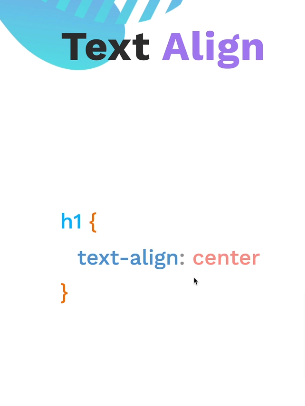 Text Align
h1 {
text-align: center
}